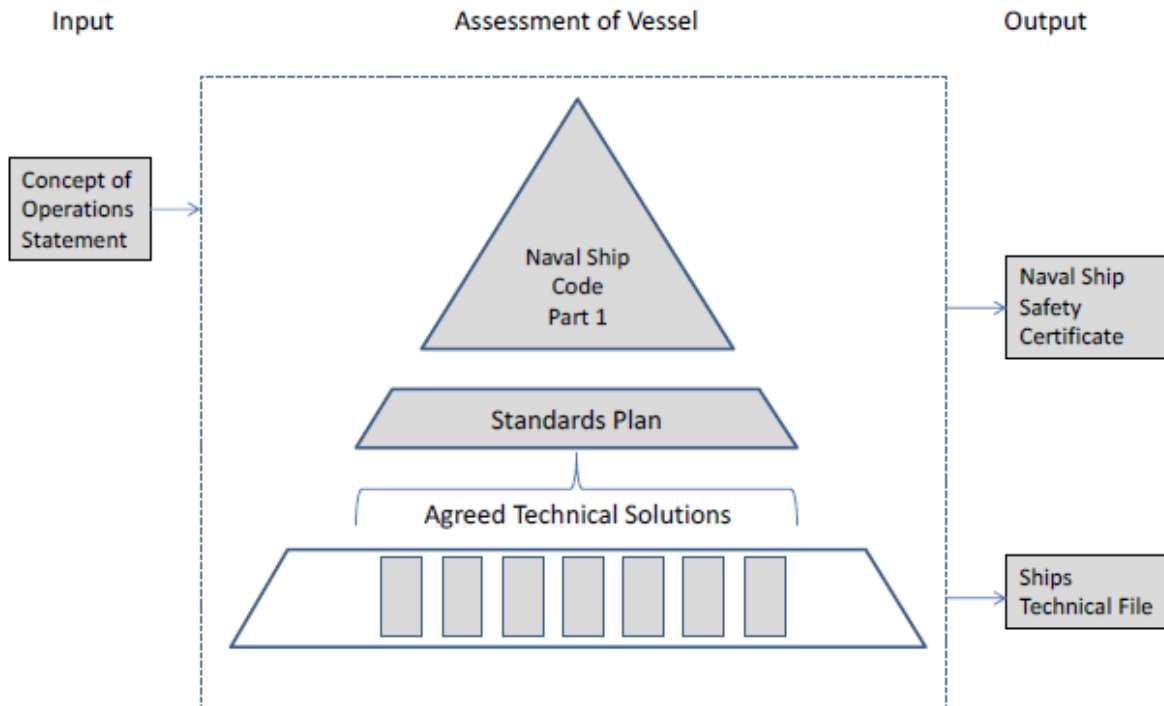 Input
Assessment of Vessel
Output
Concept of
Operations
Statement
Naval Ship
Code
Part 1
Naval Ship
Safety
Certificate
Standards Plan
Agreed Technical Solutions
Ships
Technical File